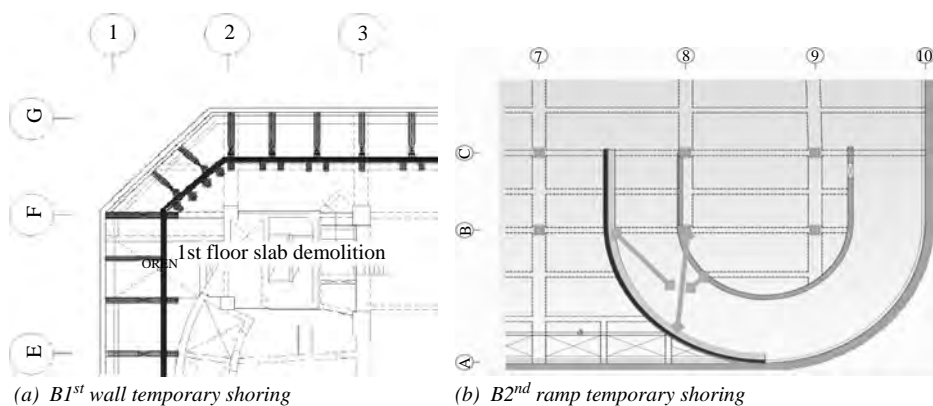 1 2 3
G
F
E
1st floor slab demolition
OREN
7 8 9 10
C
B
A
a
(a) B1st wall temporary shoring
(b) B2nd ramp temporary shoring